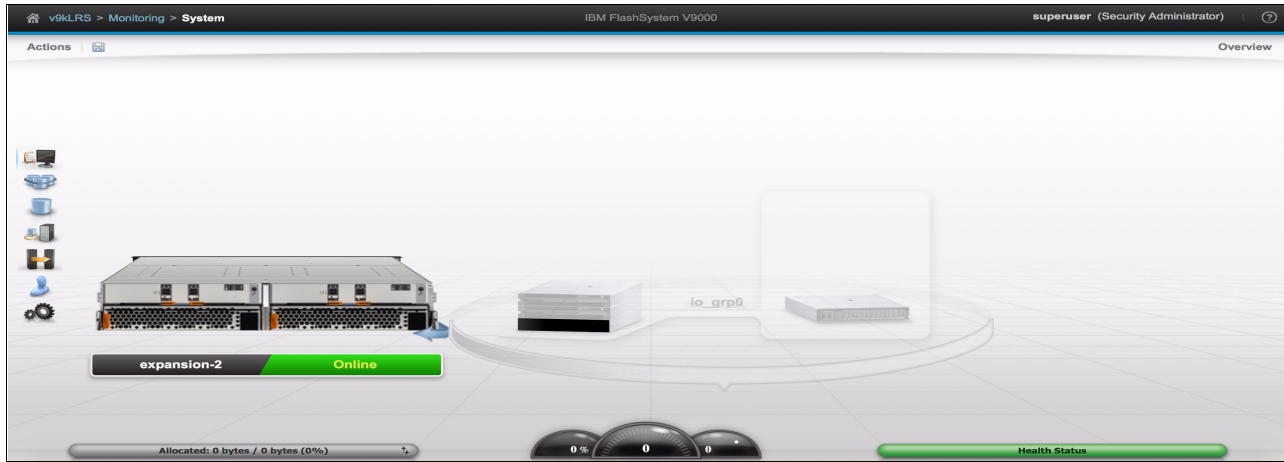 v9kLRS > Monitoring > System
IBM FlashSystem V9000
superuser (Security Administrator)
?
Actions
Overview
io_grp0
expansion-2
Online
Allocated: 0 bytes / 0 bytes (0%)
0 %
0
0
Health Status